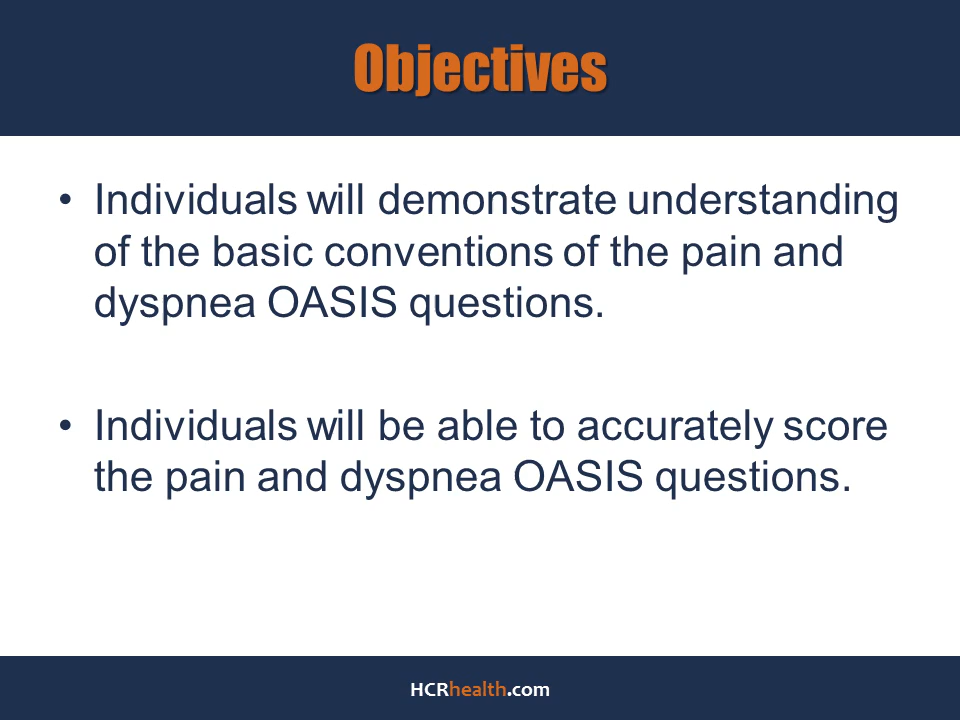 Objectives
• Individuals will demonstrate understanding
of the basic conventions of the pain and
dyspnea OASIS questions.
• Individuals will be able to accurately score
the pain and dyspnea OASIS questions.
HCRhealth.com